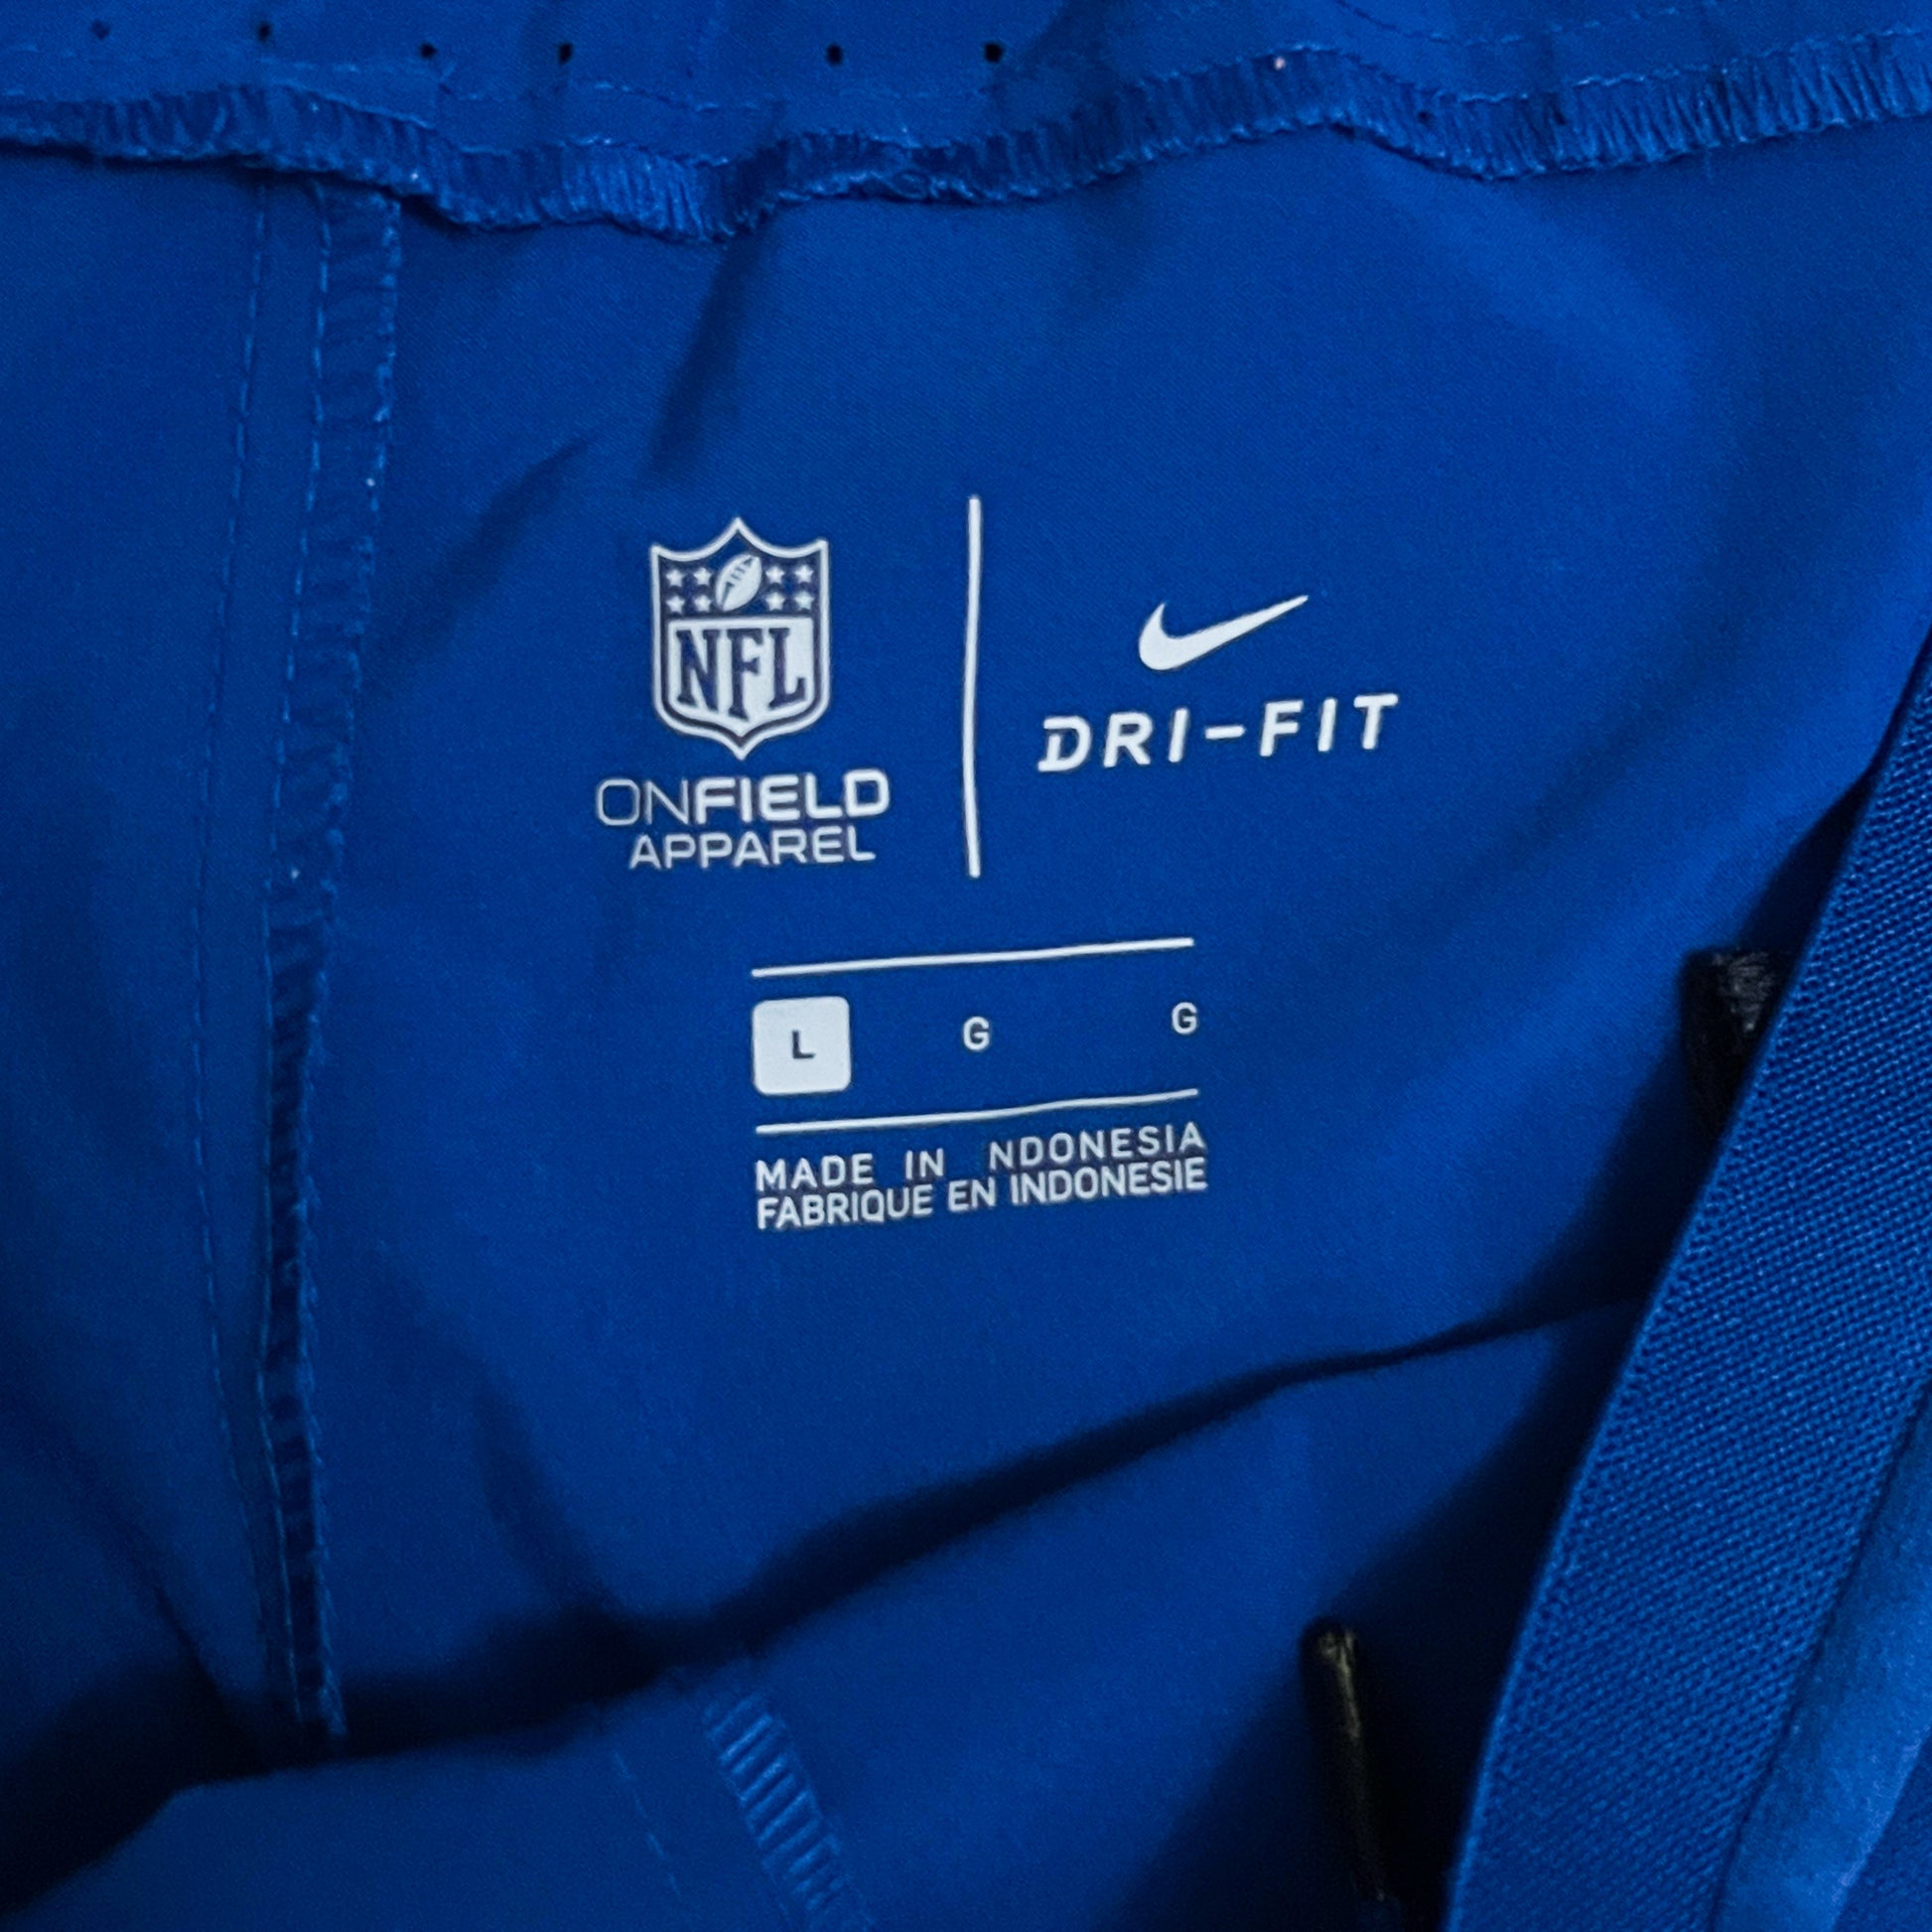 NFL
ONFIELD
APPAREL
DRI-FIT
L G G
MADE IN NDONESIA
FABRIQUE EN INDONESIE